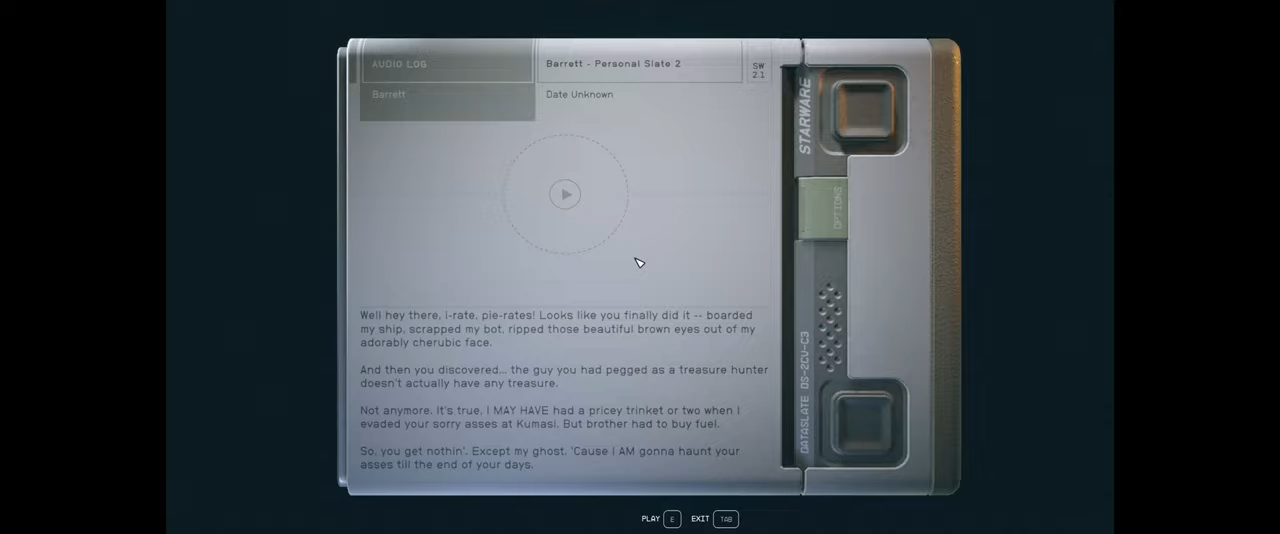 AUDIO LOG
Barrett - Personal Slate 2
SW
2.1
Barrett
Date Unknown
STARWARE
OPTIONS
Well hey there, i-rate, pie-rates! Looks like you finally did it -- boarded
my ship, scrapped my bot, ripped those beautiful brown eyes out of my
adorably cherubic face.
And then you discovered... the guy you had pegged as a treasure hunter
doesn't actually have any treasure.
Not anymore. It's true, I MAY HAVE had a pricey trinket or two when I
evaded your sorry asses at Kumasi. But brother had to buy fuel.
So, you get nothin'. Except my ghost. 'Cause I AM gonna haunt your
asses till the end of your days.
DATASLATE DS-2CV-C3
PLAY E EXIT TAB